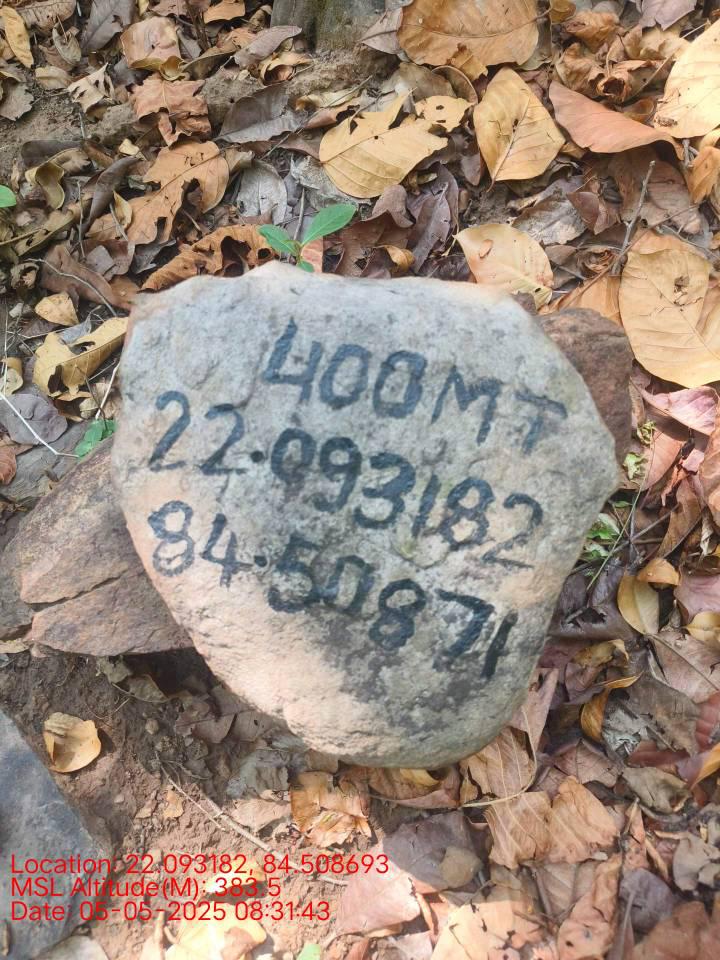 400MT
22.093182
84.50871
Location: 22.093182, 84.508693
MSL Altitude(M): 383.5
Date: 05-05-2025 08:31:43